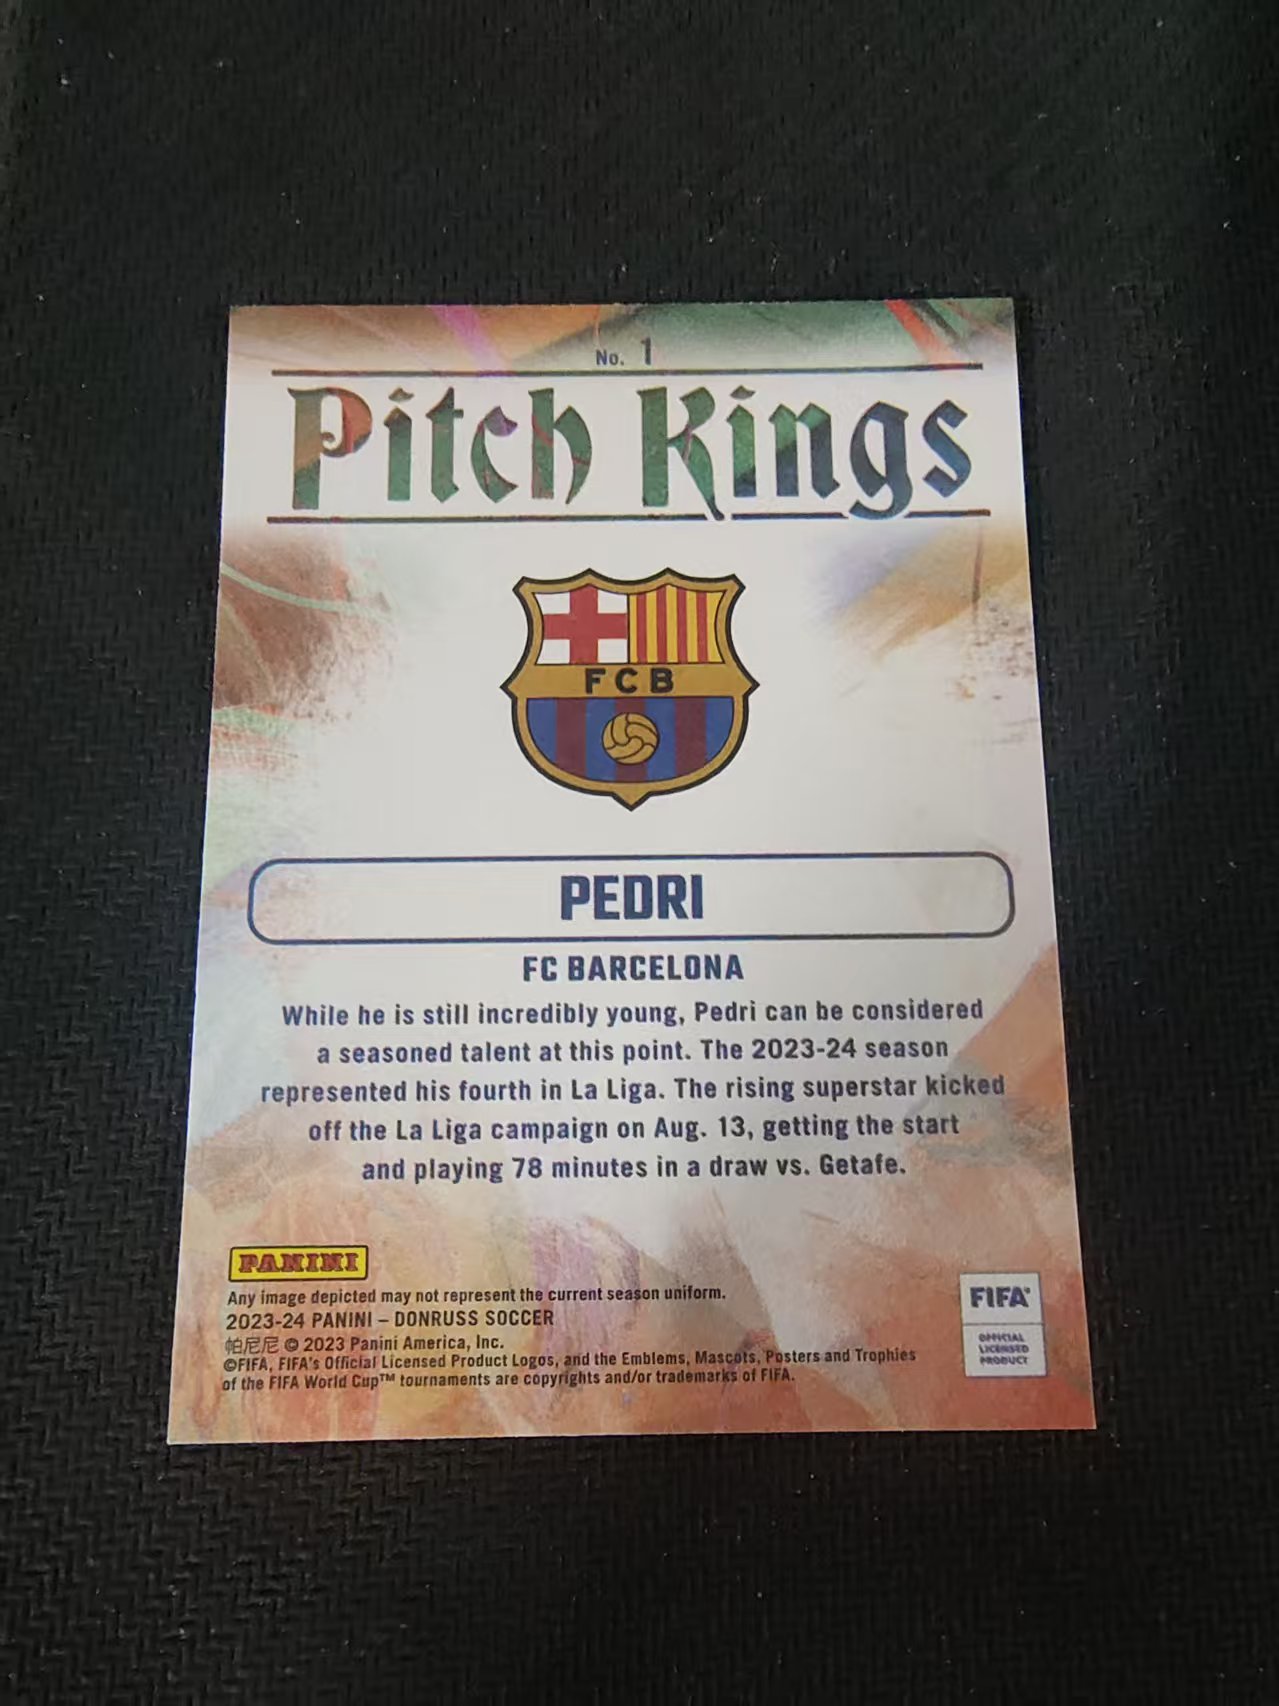 No. 1
Pitch Kings
FCB
PEDRI
FC BARCELONA
While he is still incredibly young, Pedri can be considered
a seasoned talent at this point. The 2023-24 season
represented his fourth in La Liga. The rising superstar kicked
off the La Liga campaign on Aug. 13, getting the start
and playing 78 minutes in a draw vs. Getafe.
PANINI
Any image depicted may not represent the current season uniform.
2023-24 PANINI – DONRUSS SOCCER
帕尼尼 © 2023 Panini America, Inc.
©FIFA, FIFA's Official Licensed Product Logos, and the Emblems, Mascots, Posters and Trophies
of the FIFA World Cup™ tournaments are copyrights and/or trademarks of FIFA.
FIFA
OFFICIAL
LICENSED
PRODUCT